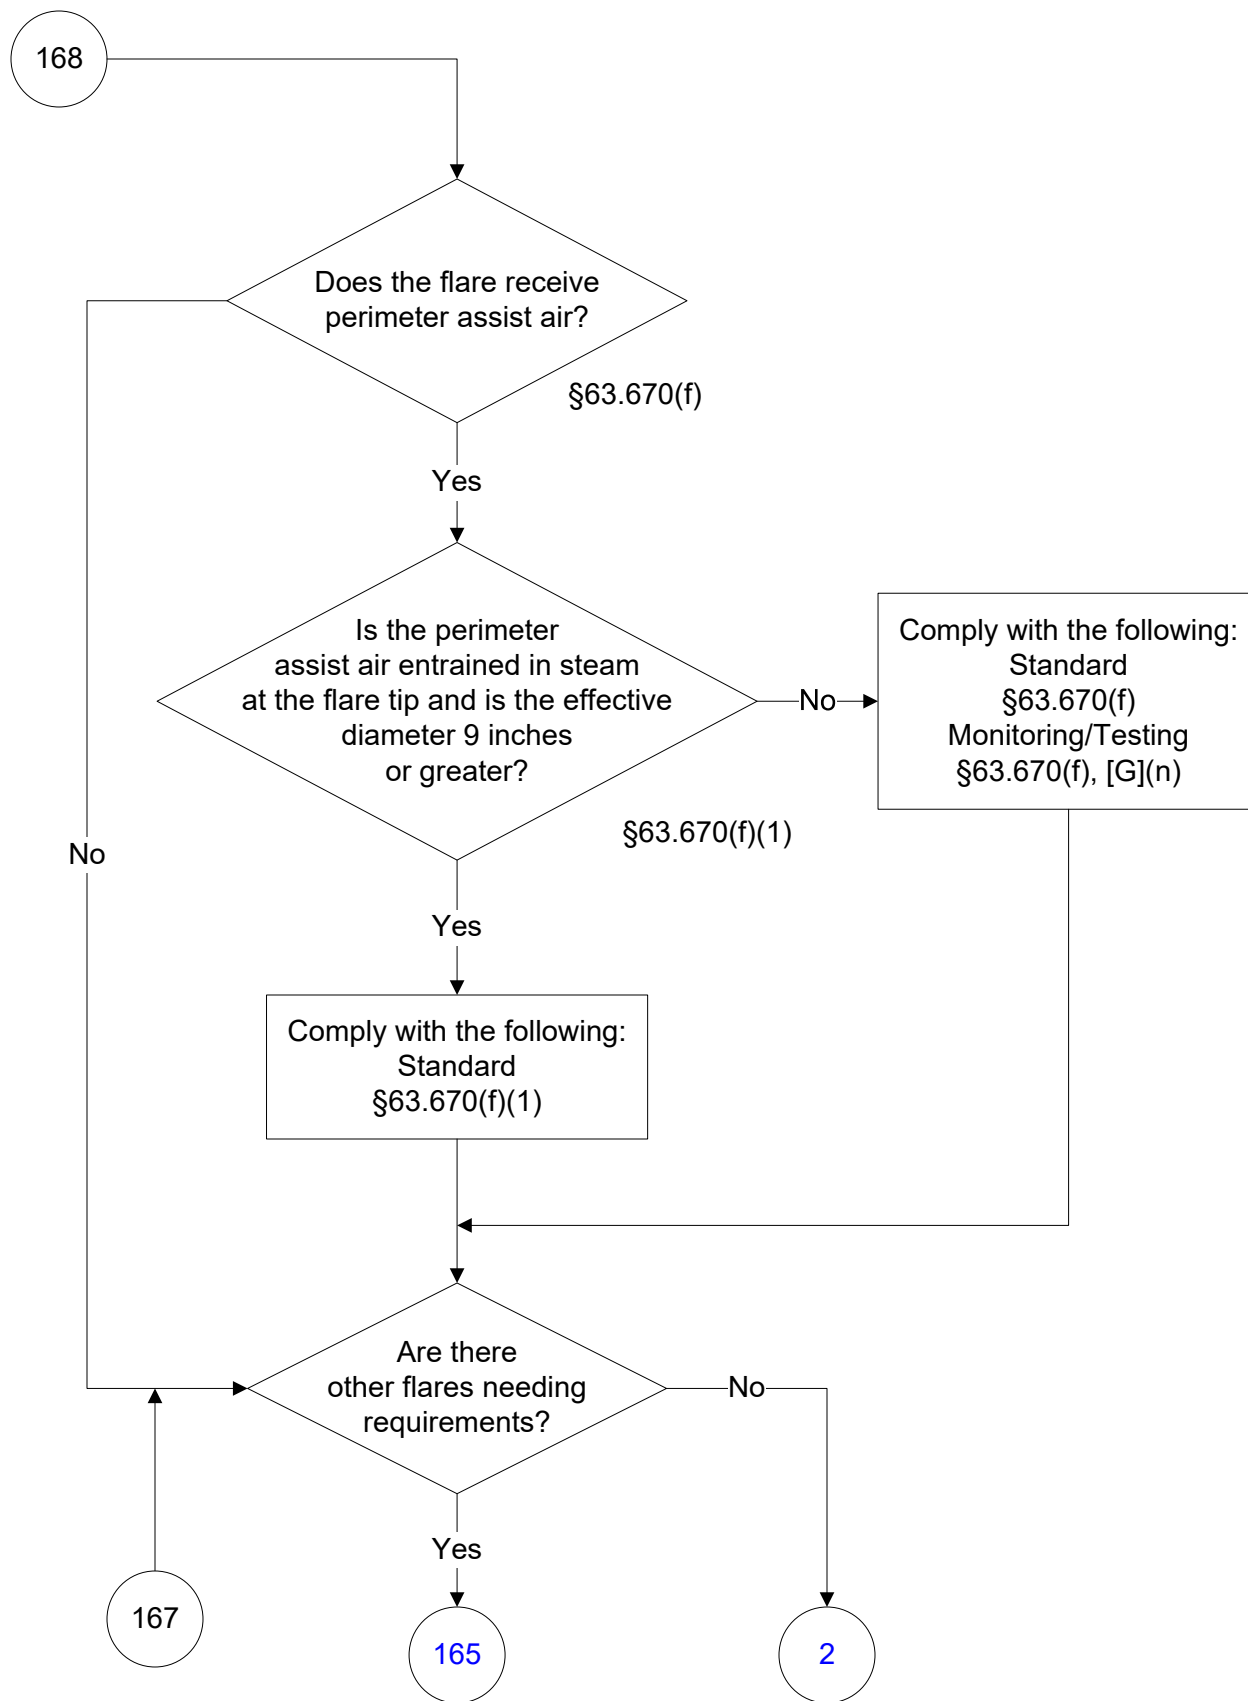 168
Does the flare receive
perimeter assist air?
§63.670(f)
Yes
Is the perimeter
assist air entrained in steam
at the flare tip and is the effective
diameter 9 inches
or greater?
No
Comply with the following:
Standard
§63.670(f)
Monitoring/Testing
§63.670(f), [G](n)
§63.670(f)(1)
No
Yes
Comply with the following:
Standard
§63.670(f)(1)
Are there
other flares needing
requirements?
No
Yes
167
165
2